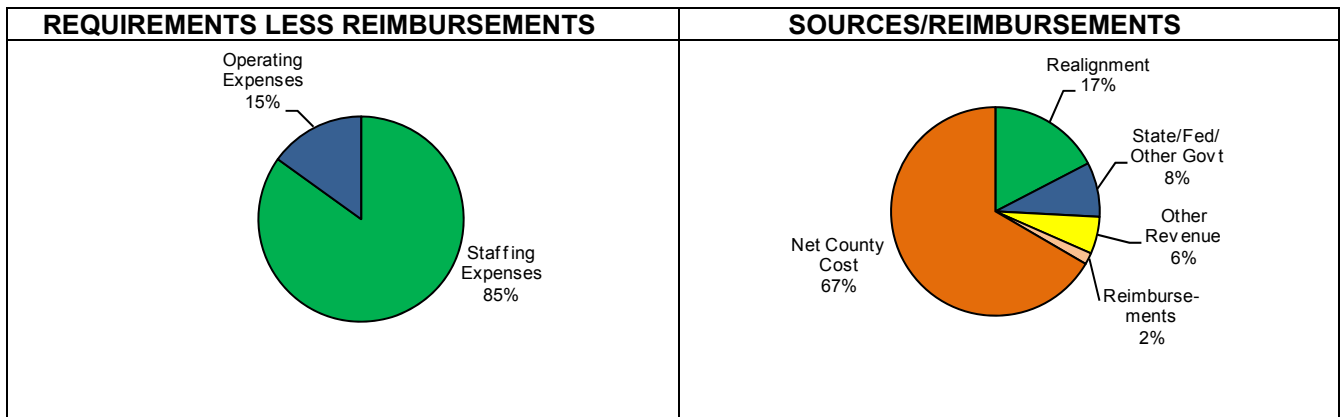 REQUIREMENTS LESS REIMBURSEMENTS
Operating
Expenses
15%
Staffing
Expenses
85%
SOURCES/REIMBURSEMENTS
Realignment
17%
State/Fed/
Other Govt
8%
Other
Revenue
6%
Reimburse-
ments
2%
Net County
Cost
67%